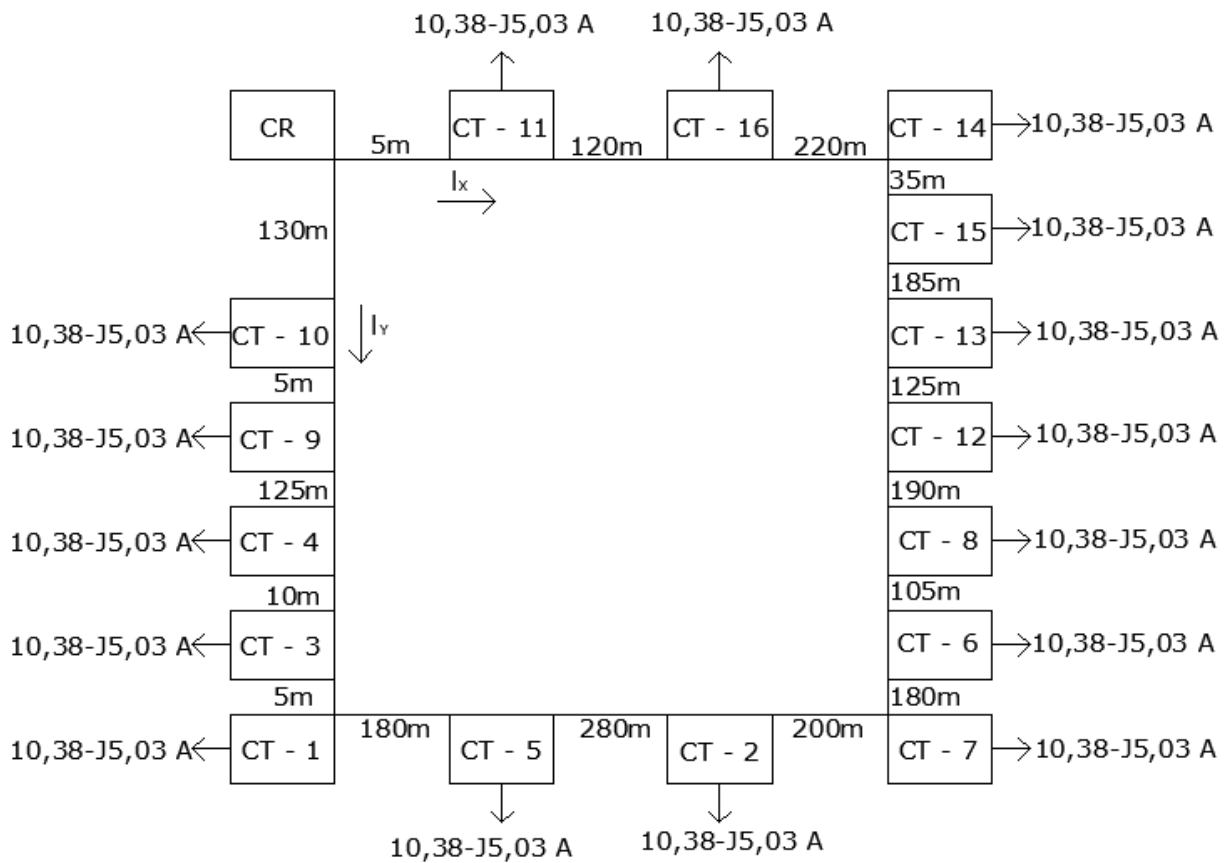 10,38-J5,03 A
10,38-J5,03 A
CR
5m
CT - 11
120m
CT - 16
220m
CT - 14
10,38-J5,03 A
Iₓ
35m
130m
CT - 15
10,38-J5,03 A
185m
10,38-J5,03 A
CT - 10
Iᵧ
CT - 13
10,38-J5,03 A
5m
125m
10,38-J5,03 A
CT - 9
CT - 12
10,38-J5,03 A
125m
190m
10,38-J5,03 A
CT - 4
CT - 8
10,38-J5,03 A
10m
105m
10,38-J5,03 A
CT - 3
CT - 6
10,38-J5,03 A
5m
180m
10,38-J5,03 A
CT - 1
180m
CT - 5
280m
CT - 2
200m
CT - 7
10,38-J5,03 A
10,38-J5,03 A
10,38-J5,03 A